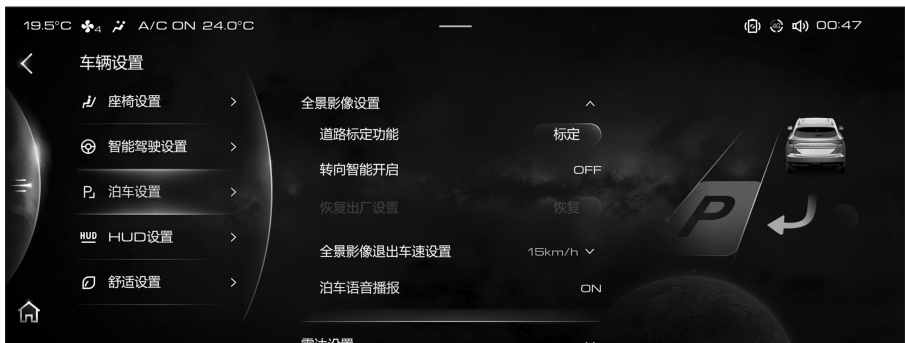 19.5°C 4 A/C ON 24.0°C 00:47
车辆设置
座椅设置
智能驾驶设置
泊车设置
HUD HUD设置
舒适设置
全景影像设置
道路标定功能 标定
转向智能开启 OFF
恢复出厂设置 恢复
全景影像退出车速设置 15km/h
泊车语音播报 ON
P